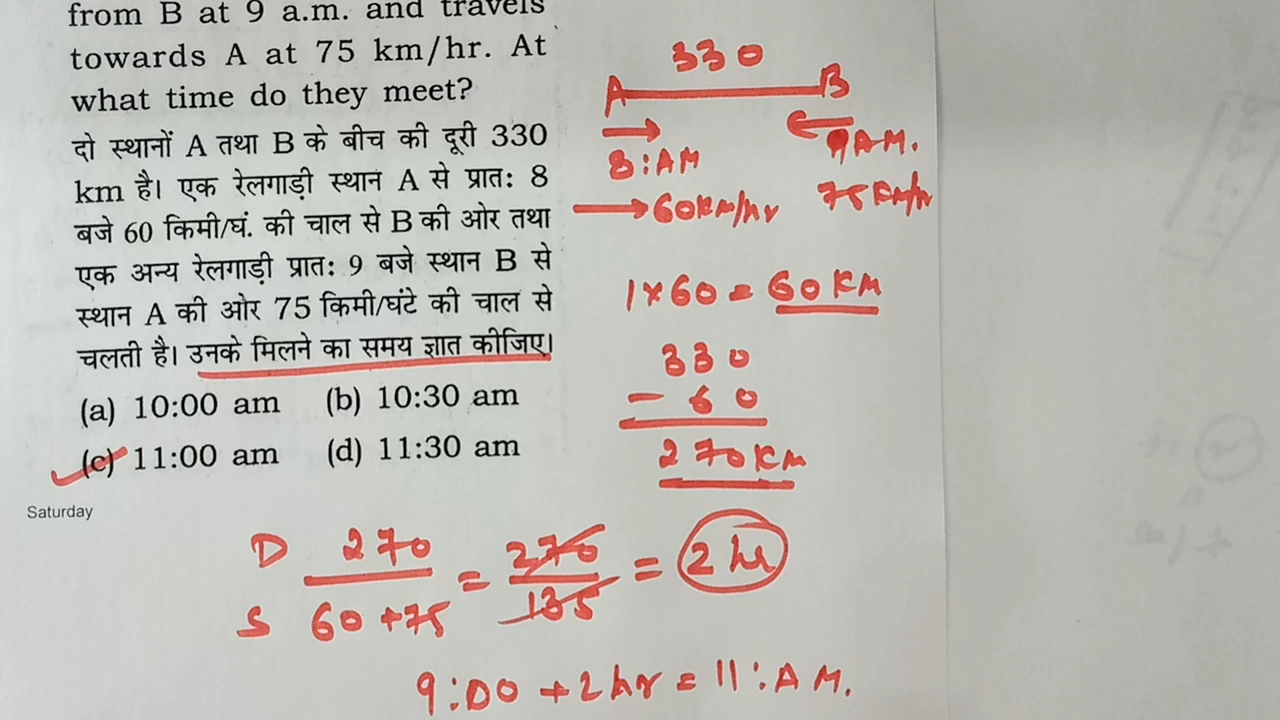 from B at 9 a.m. and travels
towards A at 75 km/hr. At
what time do they meet?
दो स्थानों A तथा B के बीच की दूरी 330
km है। एक रेलगाड़ी स्थान A से प्रात: 8
बजे 60 किमी/घं. की चाल से B की ओर तथा
एक अन्य रेलगाड़ी प्रात: 9 बजे स्थान B से
स्थान A की ओर 75 किमी/घंटे की चाल से
चलती है। उनके मिलने का समय ज्ञात कीजिए।
(a) 10:00 am (b) 10:30 am
(c) 11:00 am (d) 11:30 am
Saturday
330
A B
8:AM 9AM.
60km/hr 75km/hr
1×60 = 60 KM
330
- 60
270KM
D 270 = 270 = 2 hr
S 60+75 135
9:00 + 2 hr = 11:AM.